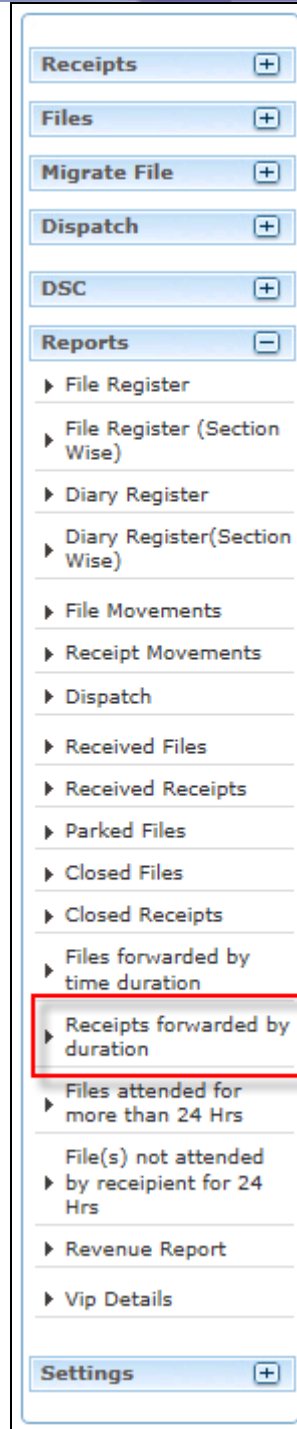 Receipts
Files
Migrate File
Dispatch
DSC
Reports
File Register
File Register (Section
Wise)
Diary Register
Diary Register(Section
Wise)
File Movements
Receipt Movements
Dispatch
Received Files
Received Receipts
Parked Files
Closed Files
Closed Receipts
Files forwarded by
time duration
Receipts forwarded by
duration
Files attended for
more than 24 Hrs
File(s) not attended
by receipient for 24
Hrs
Revenue Report
Vip Details
Settings